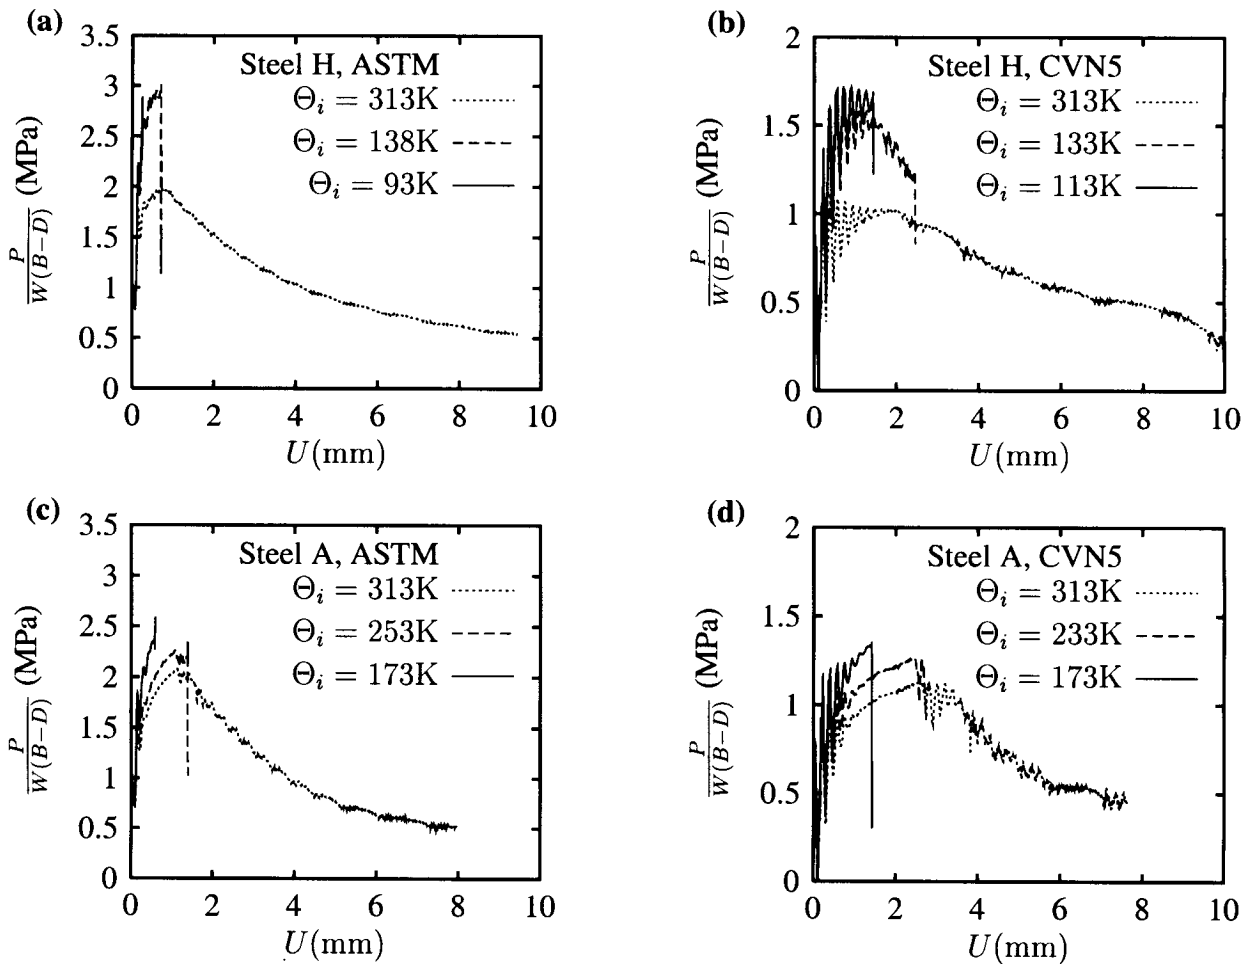 (a)
Steel H, ASTM
Θi = 313K
Θi = 138K
Θi = 93K
3.5
3
2.5
2
1.5
1
0.5
0
P
W(B−D) (MPa)
0 2 4 6 8 10
U(mm)
(b)
Steel H, CVN5
Θi = 313K
Θi = 133K
Θi = 113K
2
1.5
1
0.5
0
P
W(B−D) (MPa)
0 2 4 6 8 10
U(mm)
(c)
Steel A, ASTM
Θi = 313K
Θi = 253K
Θi = 173K
3.5
3
2.5
2
1.5
1
0.5
0
P
W(B−D) (MPa)
0 2 4 6 8 10
U(mm)
(d)
Steel A, CVN5
Θi = 313K
Θi = 233K
Θi = 173K
2
1.5
1
0.5
0
P
W(B−D) (MPa)
0 2 4 6 8 10
U(mm)